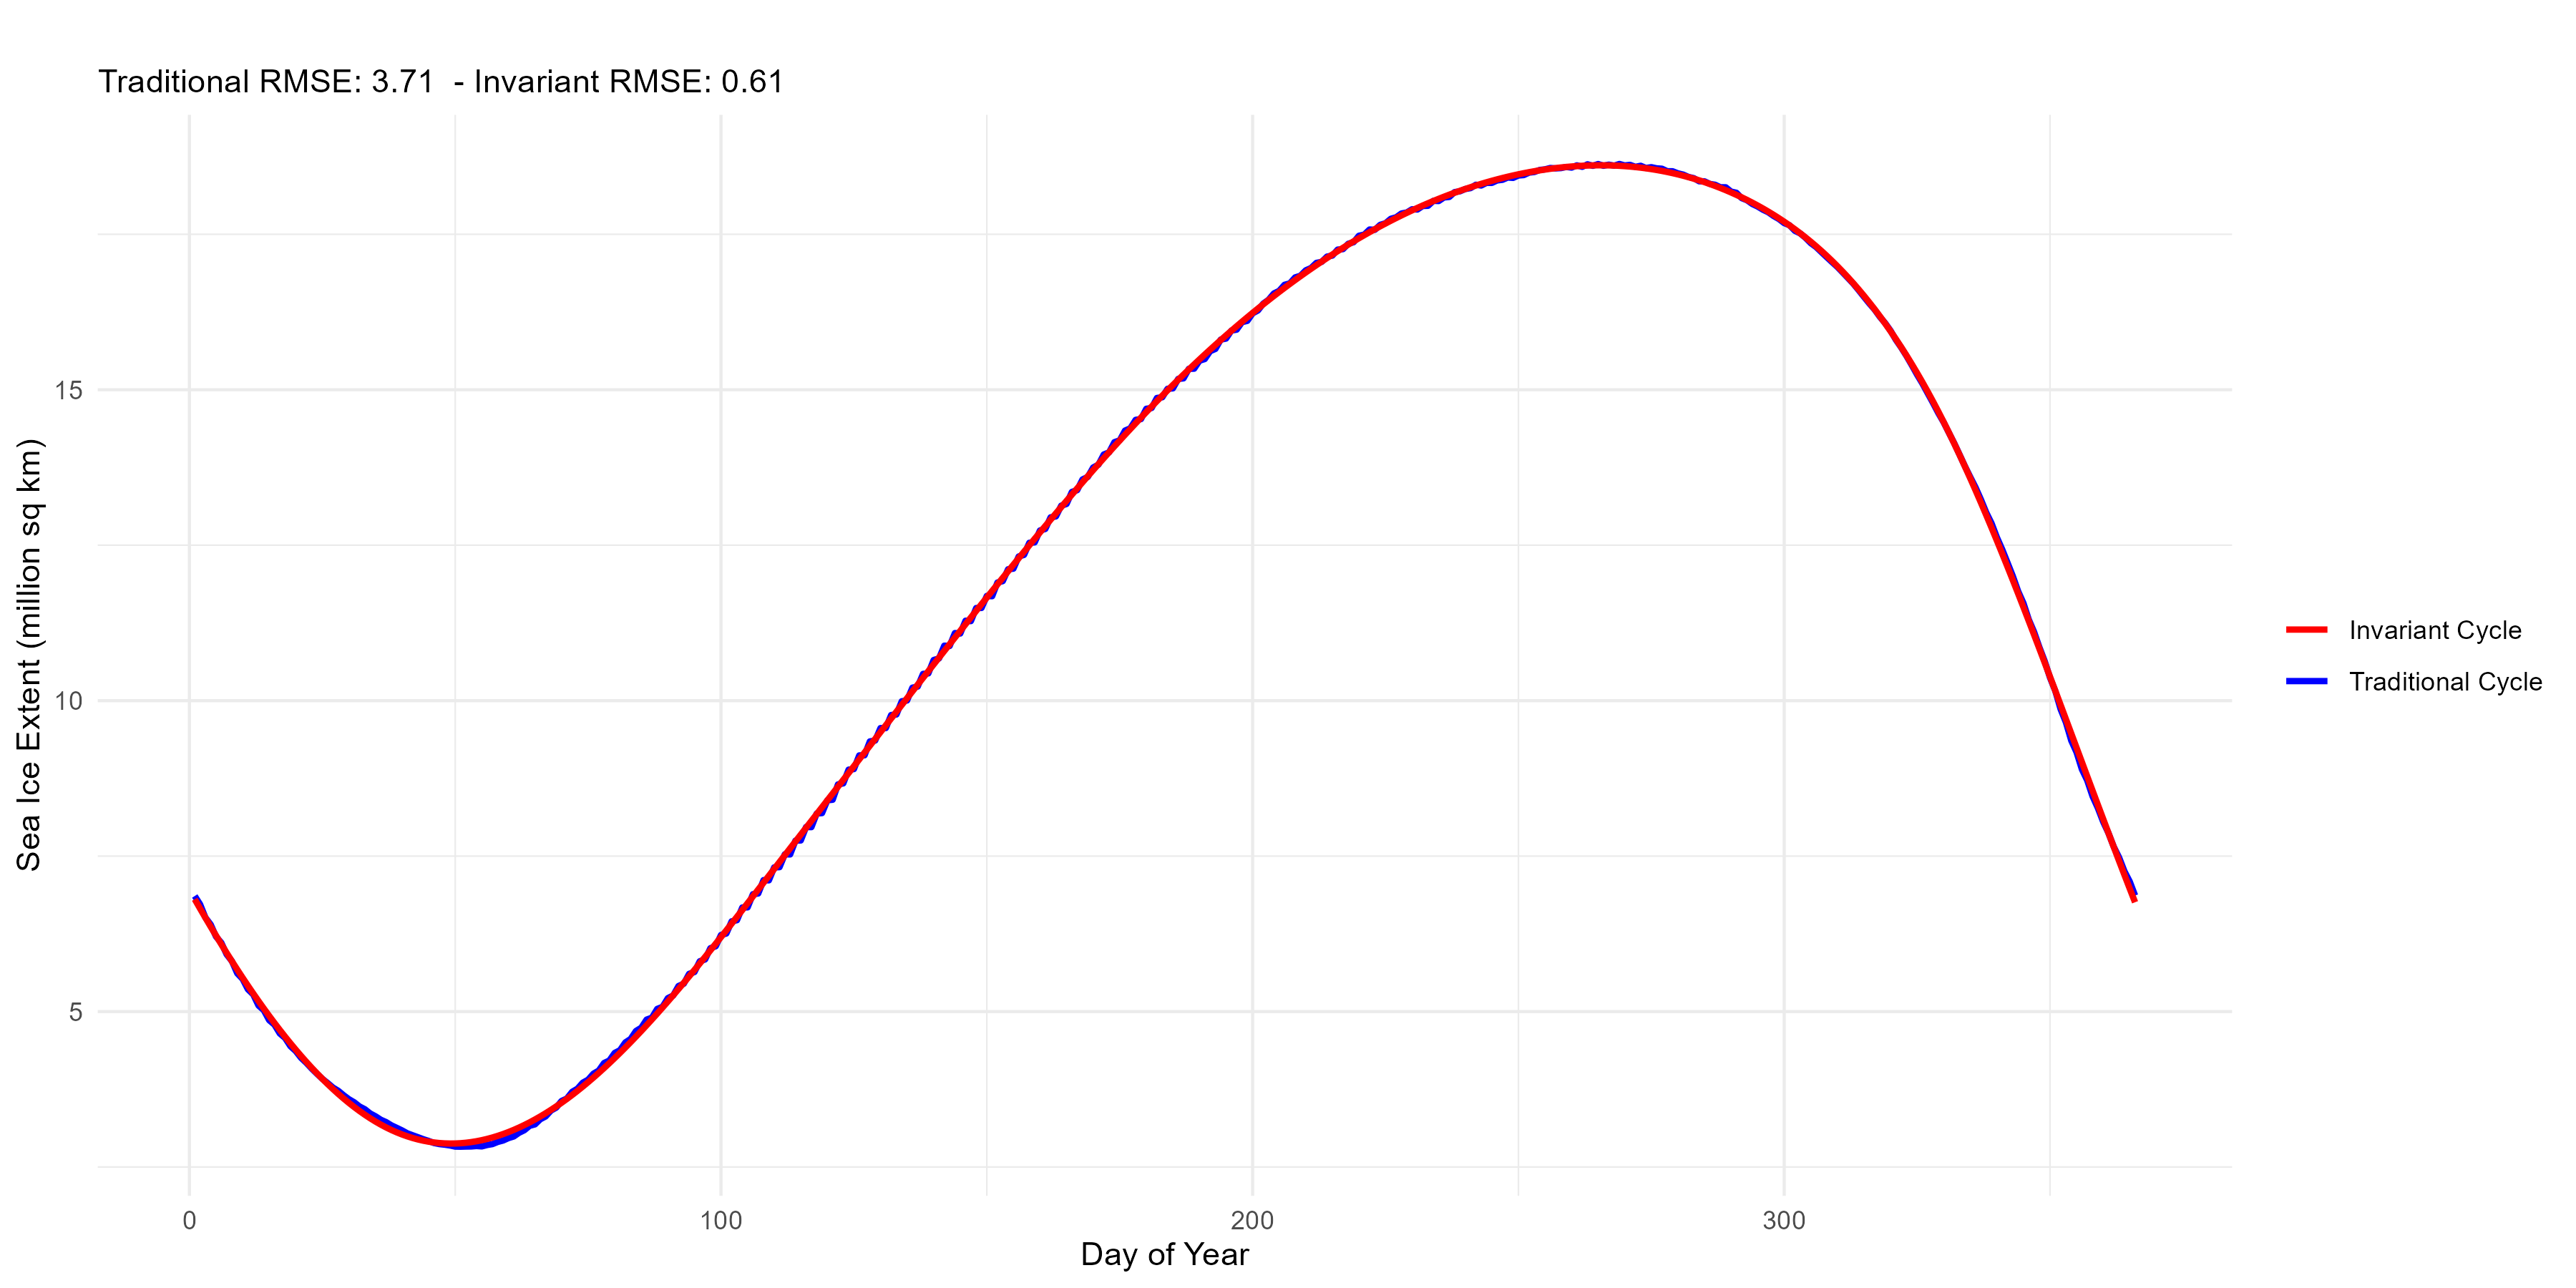 Traditional RMSE: 3.71  - Invariant RMSE: 0.61
Sea Ice Extent (million sq km)
15
10
5
0
100
200
300
Day of Year
Invariant Cycle
Traditional Cycle